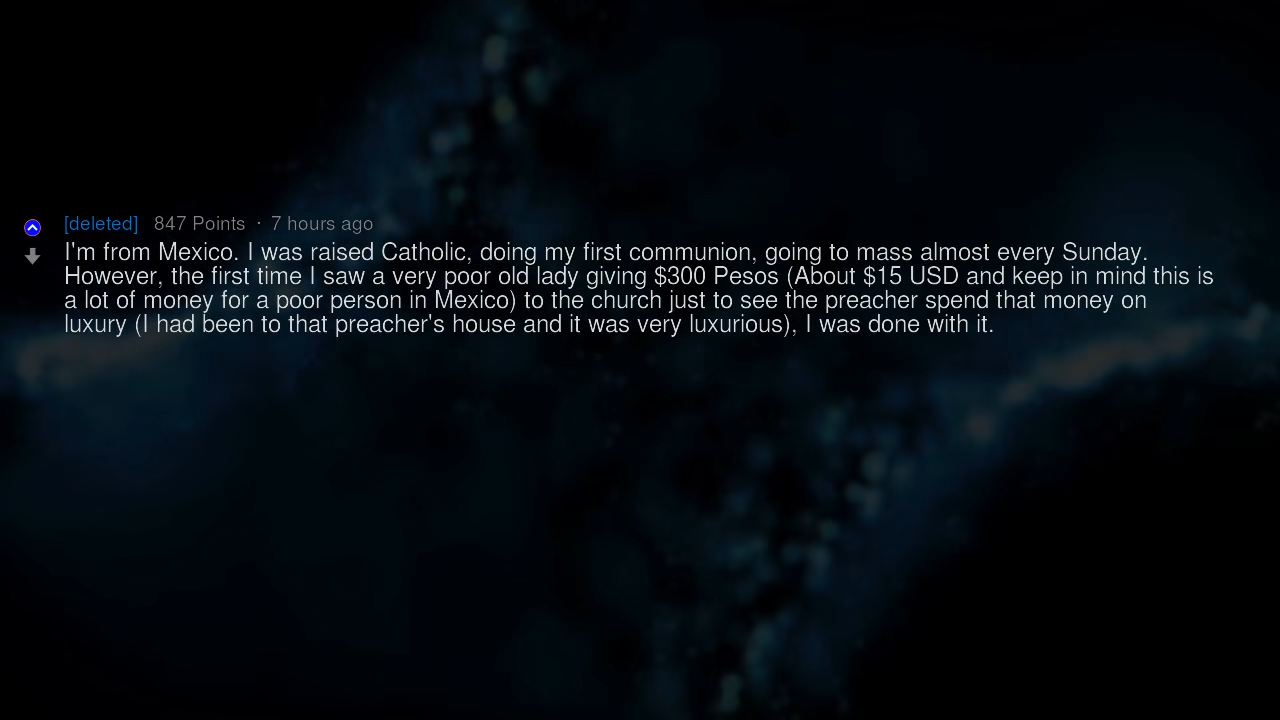 [deleted] 847 Points · 7 hours ago
I'm from Mexico. I was raised Catholic, doing my first communion, going to mass almost every Sunday.
However, the first time I saw a very poor old lady giving $300 Pesos (About $15 USD and keep in mind this is
a lot of money for a poor person in Mexico) to the church just to see the preacher spend that money on
luxury (I had been to that preacher's house and it was very luxurious), I was done with it.